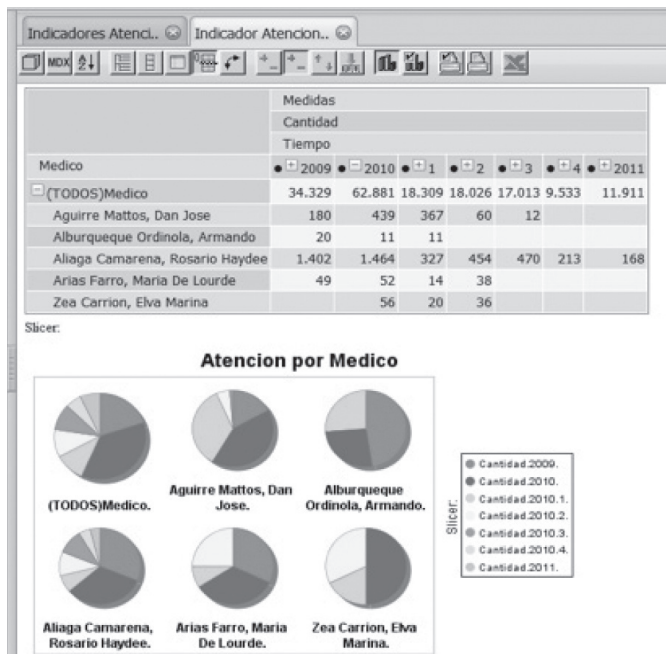 Indicadores Atenci.. Indicador Atencion..
MDX
Medidas
Cantidad
Tiempo
Medico 2009 2010 1 2 3 4 2011
(TODOS)Medico 34.329 62.881 18.309 18.026 17.013 9.533 11.911
Aguirre Mattos, Dan Jose 180 439 367 60 12
Alburqueque Ordinola, Armando 20 11 11
Aliaga Camarena, Rosario Haydee 1.402 1.464 327 454 470 213 168
Arias Farro, Maria De Lourde 49 52 14 38
Zea Carrion, Elva Marina 56 20 36
Slicer:
Atencion por Medico
(TODOS)Medico.
Aguirre Mattos, Dan
Jose.
Alburqueque
Ordinola, Armando.
Aliaga Camarena,
Rosario Haydee.
Arias Farro, Maria
De Lourde.
Zea Carrion, Elva
Marina.
Slicer:
Cantidad.2009.
Cantidad.2010.
Cantidad.2010.1.
Cantidad.2010.2.
Cantidad.2010.3.
Cantidad.2010.4.
Cantidad.2011.